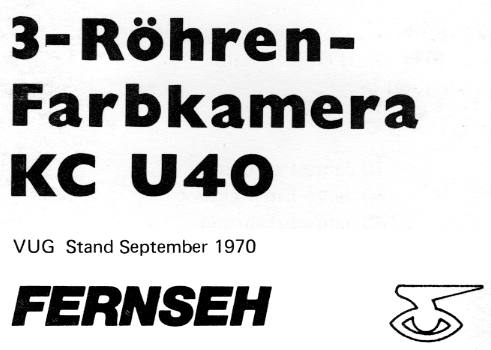 3-Röhren-
Farbkamera
KC U40
VUG Stand September 1970
FERNSEH